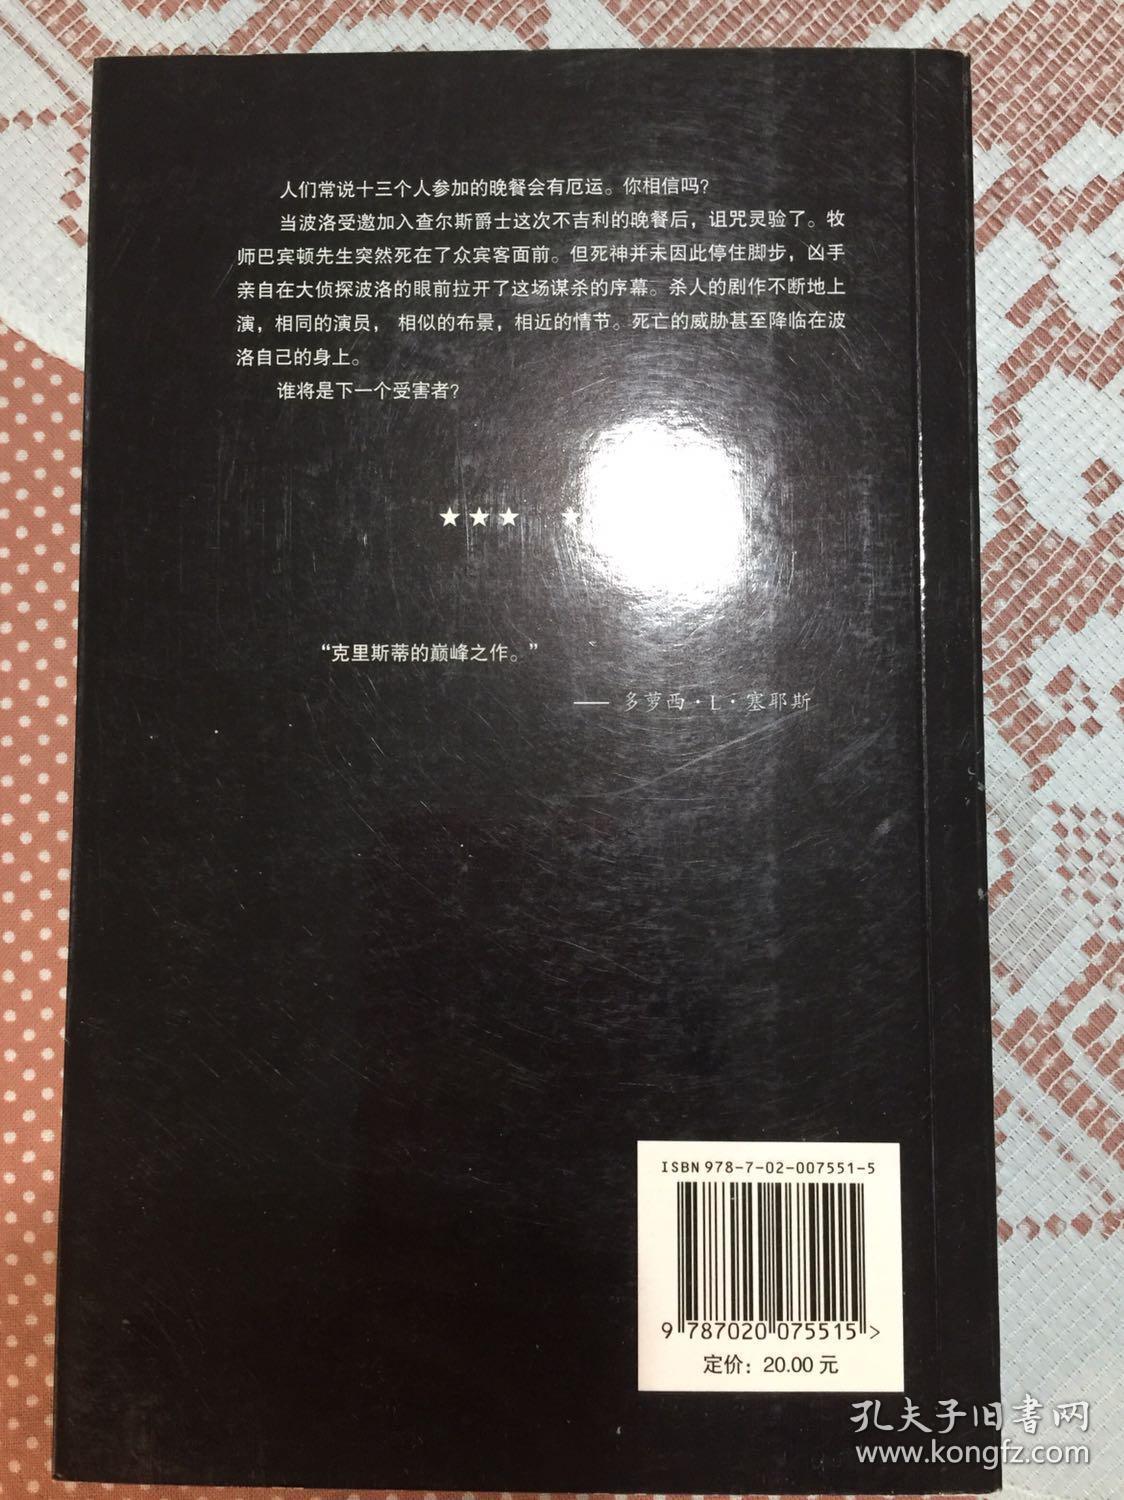 人们常说十三个人参加的晚餐会有厄运。你相信吗？
当波洛受邀加入查尔斯爵士这次不吉利的晚餐后，诅咒灵验了。牧
师巴宾顿先生突然死在了众宾客面前。但死神并未因此停住脚步，凶手
亲自在大侦探波洛的眼前拉开了这场谋杀的序幕。杀人的剧作不断地上
演，相同的演员， 相似的布景，相近的情节。死亡的威胁甚至降临在波
洛自己的身上。
谁将是下一个受害者？
★★★ ★
“克里斯蒂的巅峰之作。”
—— 多萝西·L·塞耶斯
ISBN 978-7-02-007551-5
9 787020 075515 >
定价：20.00 元
孔夫子旧书网
www.kongfz.com